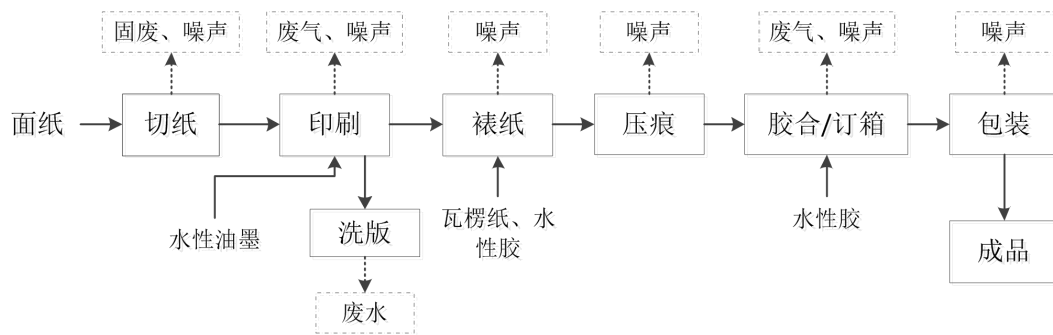 固废、噪声
废气、噪声
噪声
噪声
废气、噪声
噪声
面纸
切纸
印刷
裱纸
压痕
胶合/订箱
包装
水性油墨
洗版
瓦楞纸、水
性胶
水性胶
成品
废水